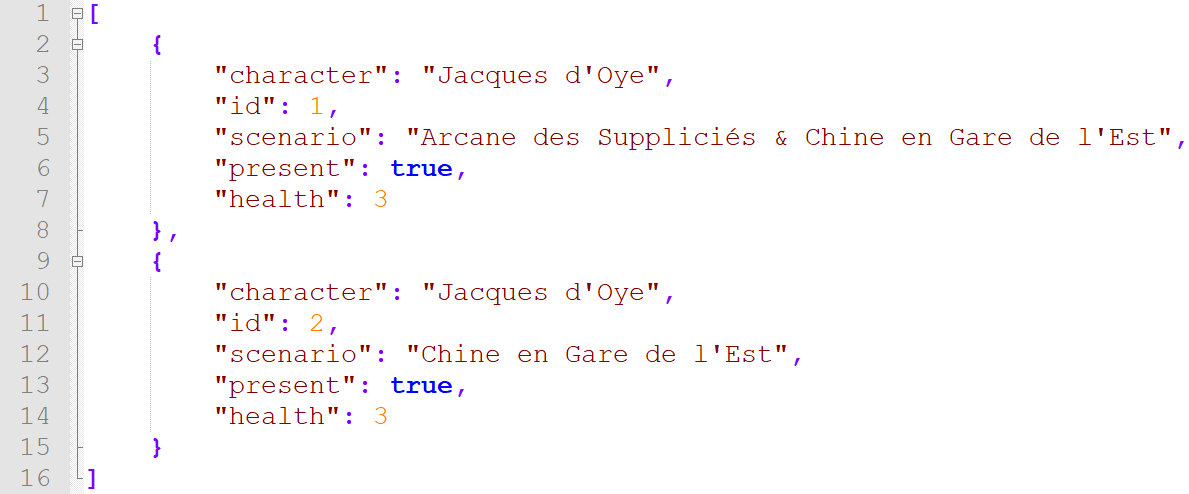 1 [
2 {
3 "character": "Jacques d'Oye",
4 "id": 1,
5 "scenario": "Arcane des Suppliciés & Chine en Gare de l'Est",
6 "present": true,
7 "health": 3
8 },
9 {
10 "character": "Jacques d'Oye",
11 "id": 2,
12 "scenario": "Chine en Gare de l'Est",
13 "present": true,
14 "health": 3
15 }
16 ]